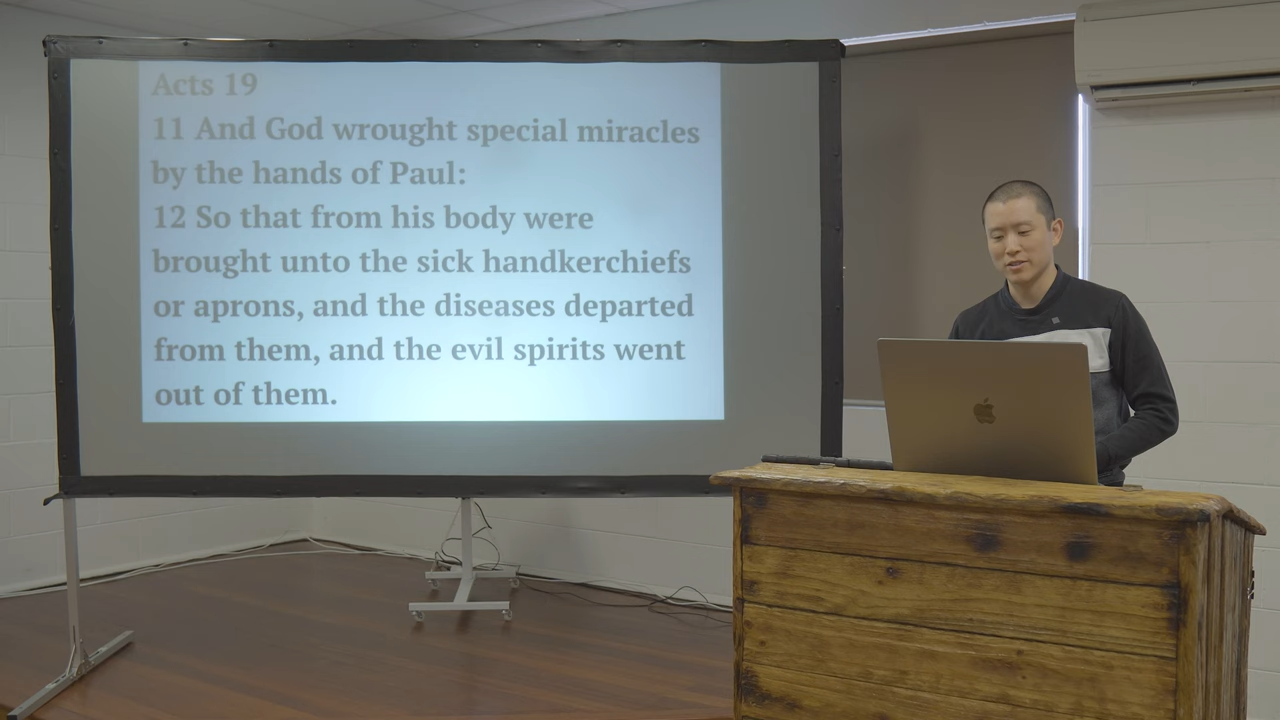 Acts 19
11 And God wrought special miracles
by the hands of Paul:
12 So that from his body were
brought unto the sick handkerchiefs
or aprons, and the diseases departed
from them, and the evil spirits went
out of them.